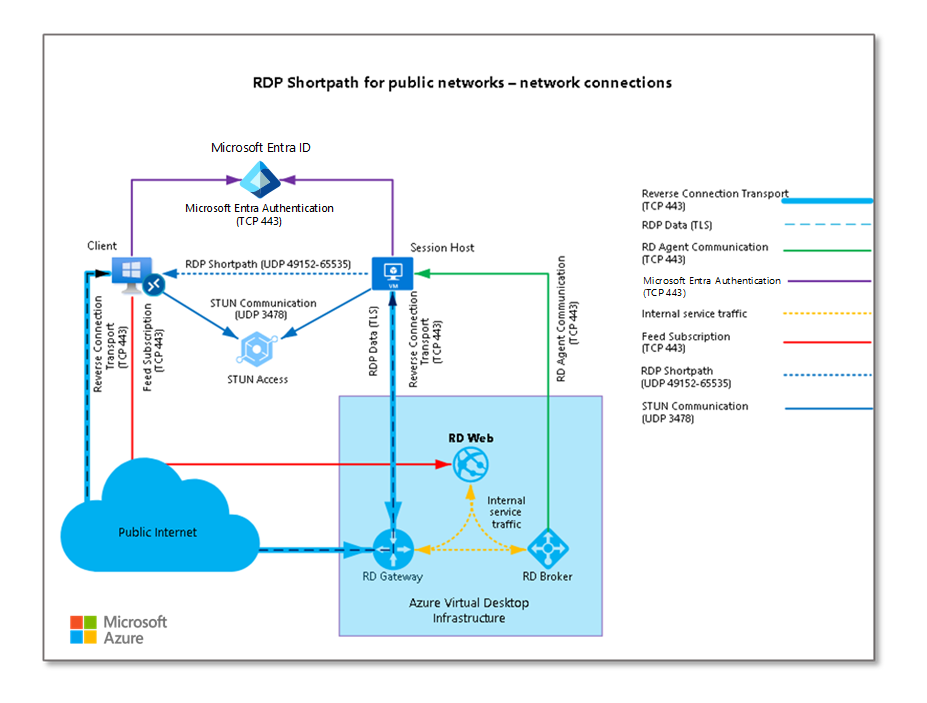 RDP Shortpath for public networks – network connections
Microsoft Entra ID
Microsoft Entra Authentication
(TCP 443)
Client
Session Host
RDP Shortpath (UDP 49152-65535)
VM
STUN Communication
(UDP 3478)
STUN Access
Reverse Connection
Transport
(TCP 443)
Feed Subscription
(TCP 443)
RDP Data (TLS)
Reverse Connection
Transport
(TCP 443)
RD Agent Communication
(TCP 443)
Reverse Connection Transport
(TCP 443)
RDP Data (TLS)
RD Agent Communication
(TCP 443)
Microsoft Entra Authentication
(TCP 443)
Internal service traffic
Feed Subscription
(TCP 443)
RDP Shortpath
(UDP 49152-65535)
STUN Communication
(UDP 3478)
RD Web
Internal
service
traffic
Public Internet
RD Gateway
RD Broker
Azure Virtual Desktop
Infrastructure
Microsoft
Azure